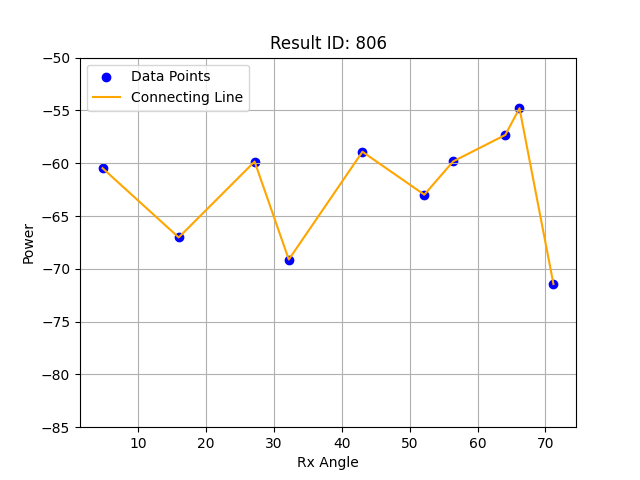 Result ID: 806
Data Points
Connecting Line
−50
−55
−60
−65
−70
−75
−80
−85
Power
10 20 30 40 50 60 70
Rx Angle